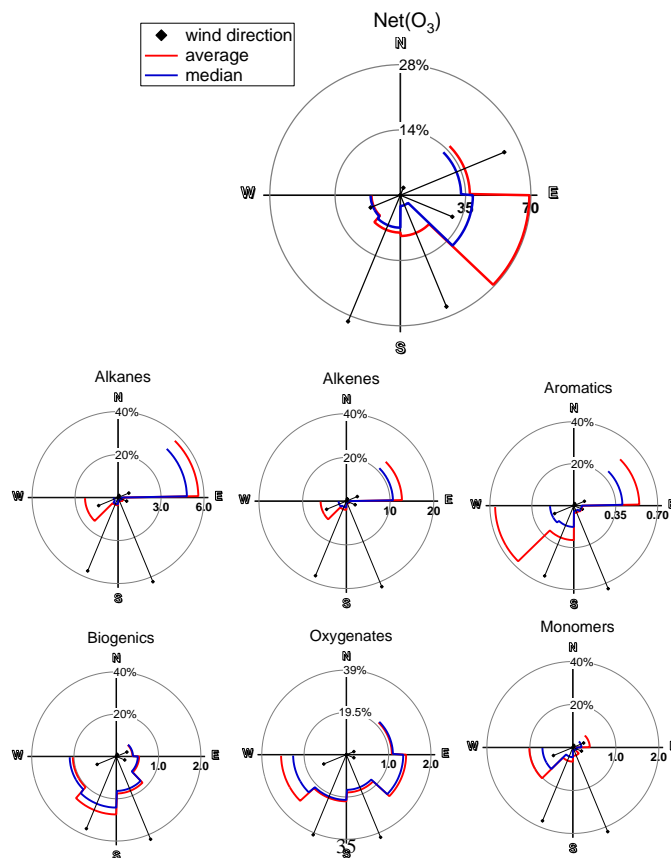 Net(O3)
wind direction
average
median
N
28%
14%
W
E
35
70
S
Alkanes
N
40%
20%
W
E
3.0
6.0
S
Alkenes
N
40%
20%
W
E
10
20
S
Aromatics
N
40%
20%
W
E
0.35
0.70
S
Biogenics
N
40%
20%
W
E
1.0
2.0
S
Oxygenates
N
39%
19.5%
W
E
1.0
2.0
S
Monomers
N
40%
20%
W
E
1.0
2.0
S
35